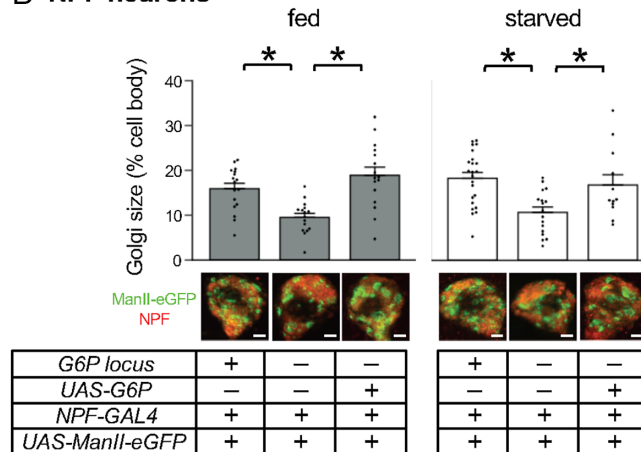 fed starved
* * * *
Golgi size (% cell body)
40
30
20
10
0
ManII-eGFP
NPF
G6P locus + – – + – –
UAS-G6P – – + – – +
NPF-GAL4 + + + + + +
UAS-ManII-eGFP + + + + + +